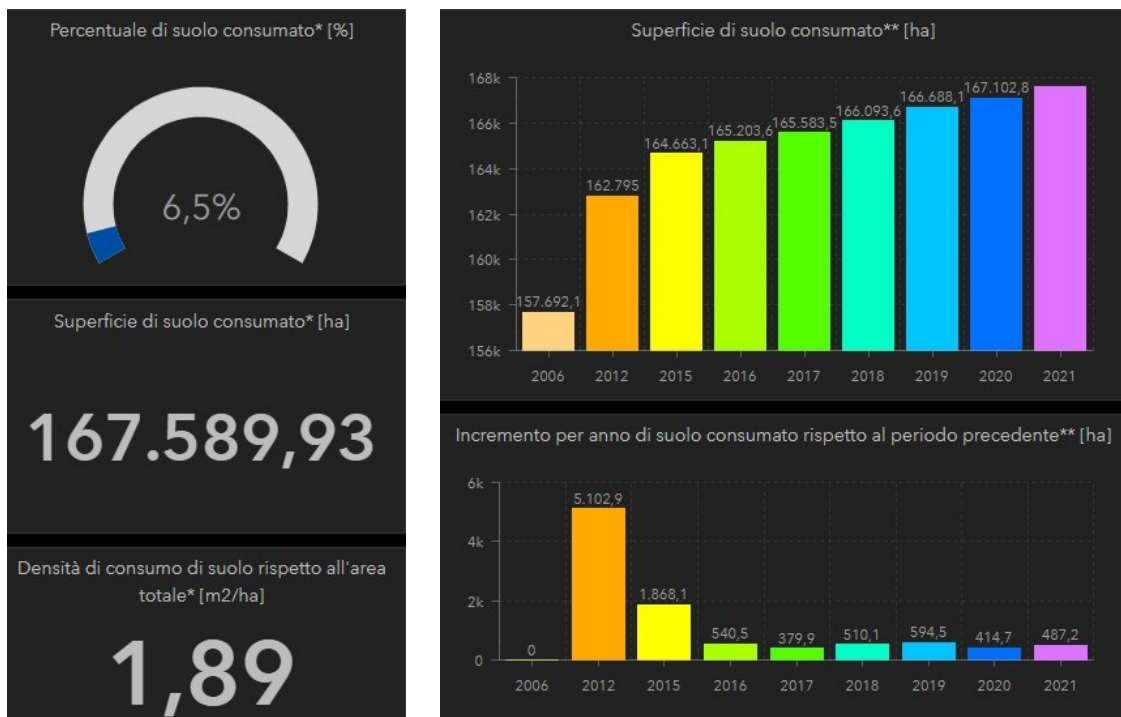 Percentuale di suolo consumato* [%]
6,5%
Superficie di suolo consumato* [ha]
167.589,93
Densità di consumo di suolo rispetto all'area
totale* [m2/ha]
1,89
Superficie di suolo consumato** [ha]
168k
166k
164k
162k
160k
158k
156k
157.692,1
162.795
164.663,1
165.203,6
165.583,5
166.093,6
166.688,1
167.102,8
2006 2012 2015 2016 2017 2018 2019 2020 2021
Incremento per anno di suolo consumato rispetto al periodo precedente** [ha]
6k
4k
2k
0
0
5.102,9
1.868,1
540,5
379,9
510,1
594,5
414,7
487,2
2006 2012 2015 2016 2017 2018 2019 2020 2021